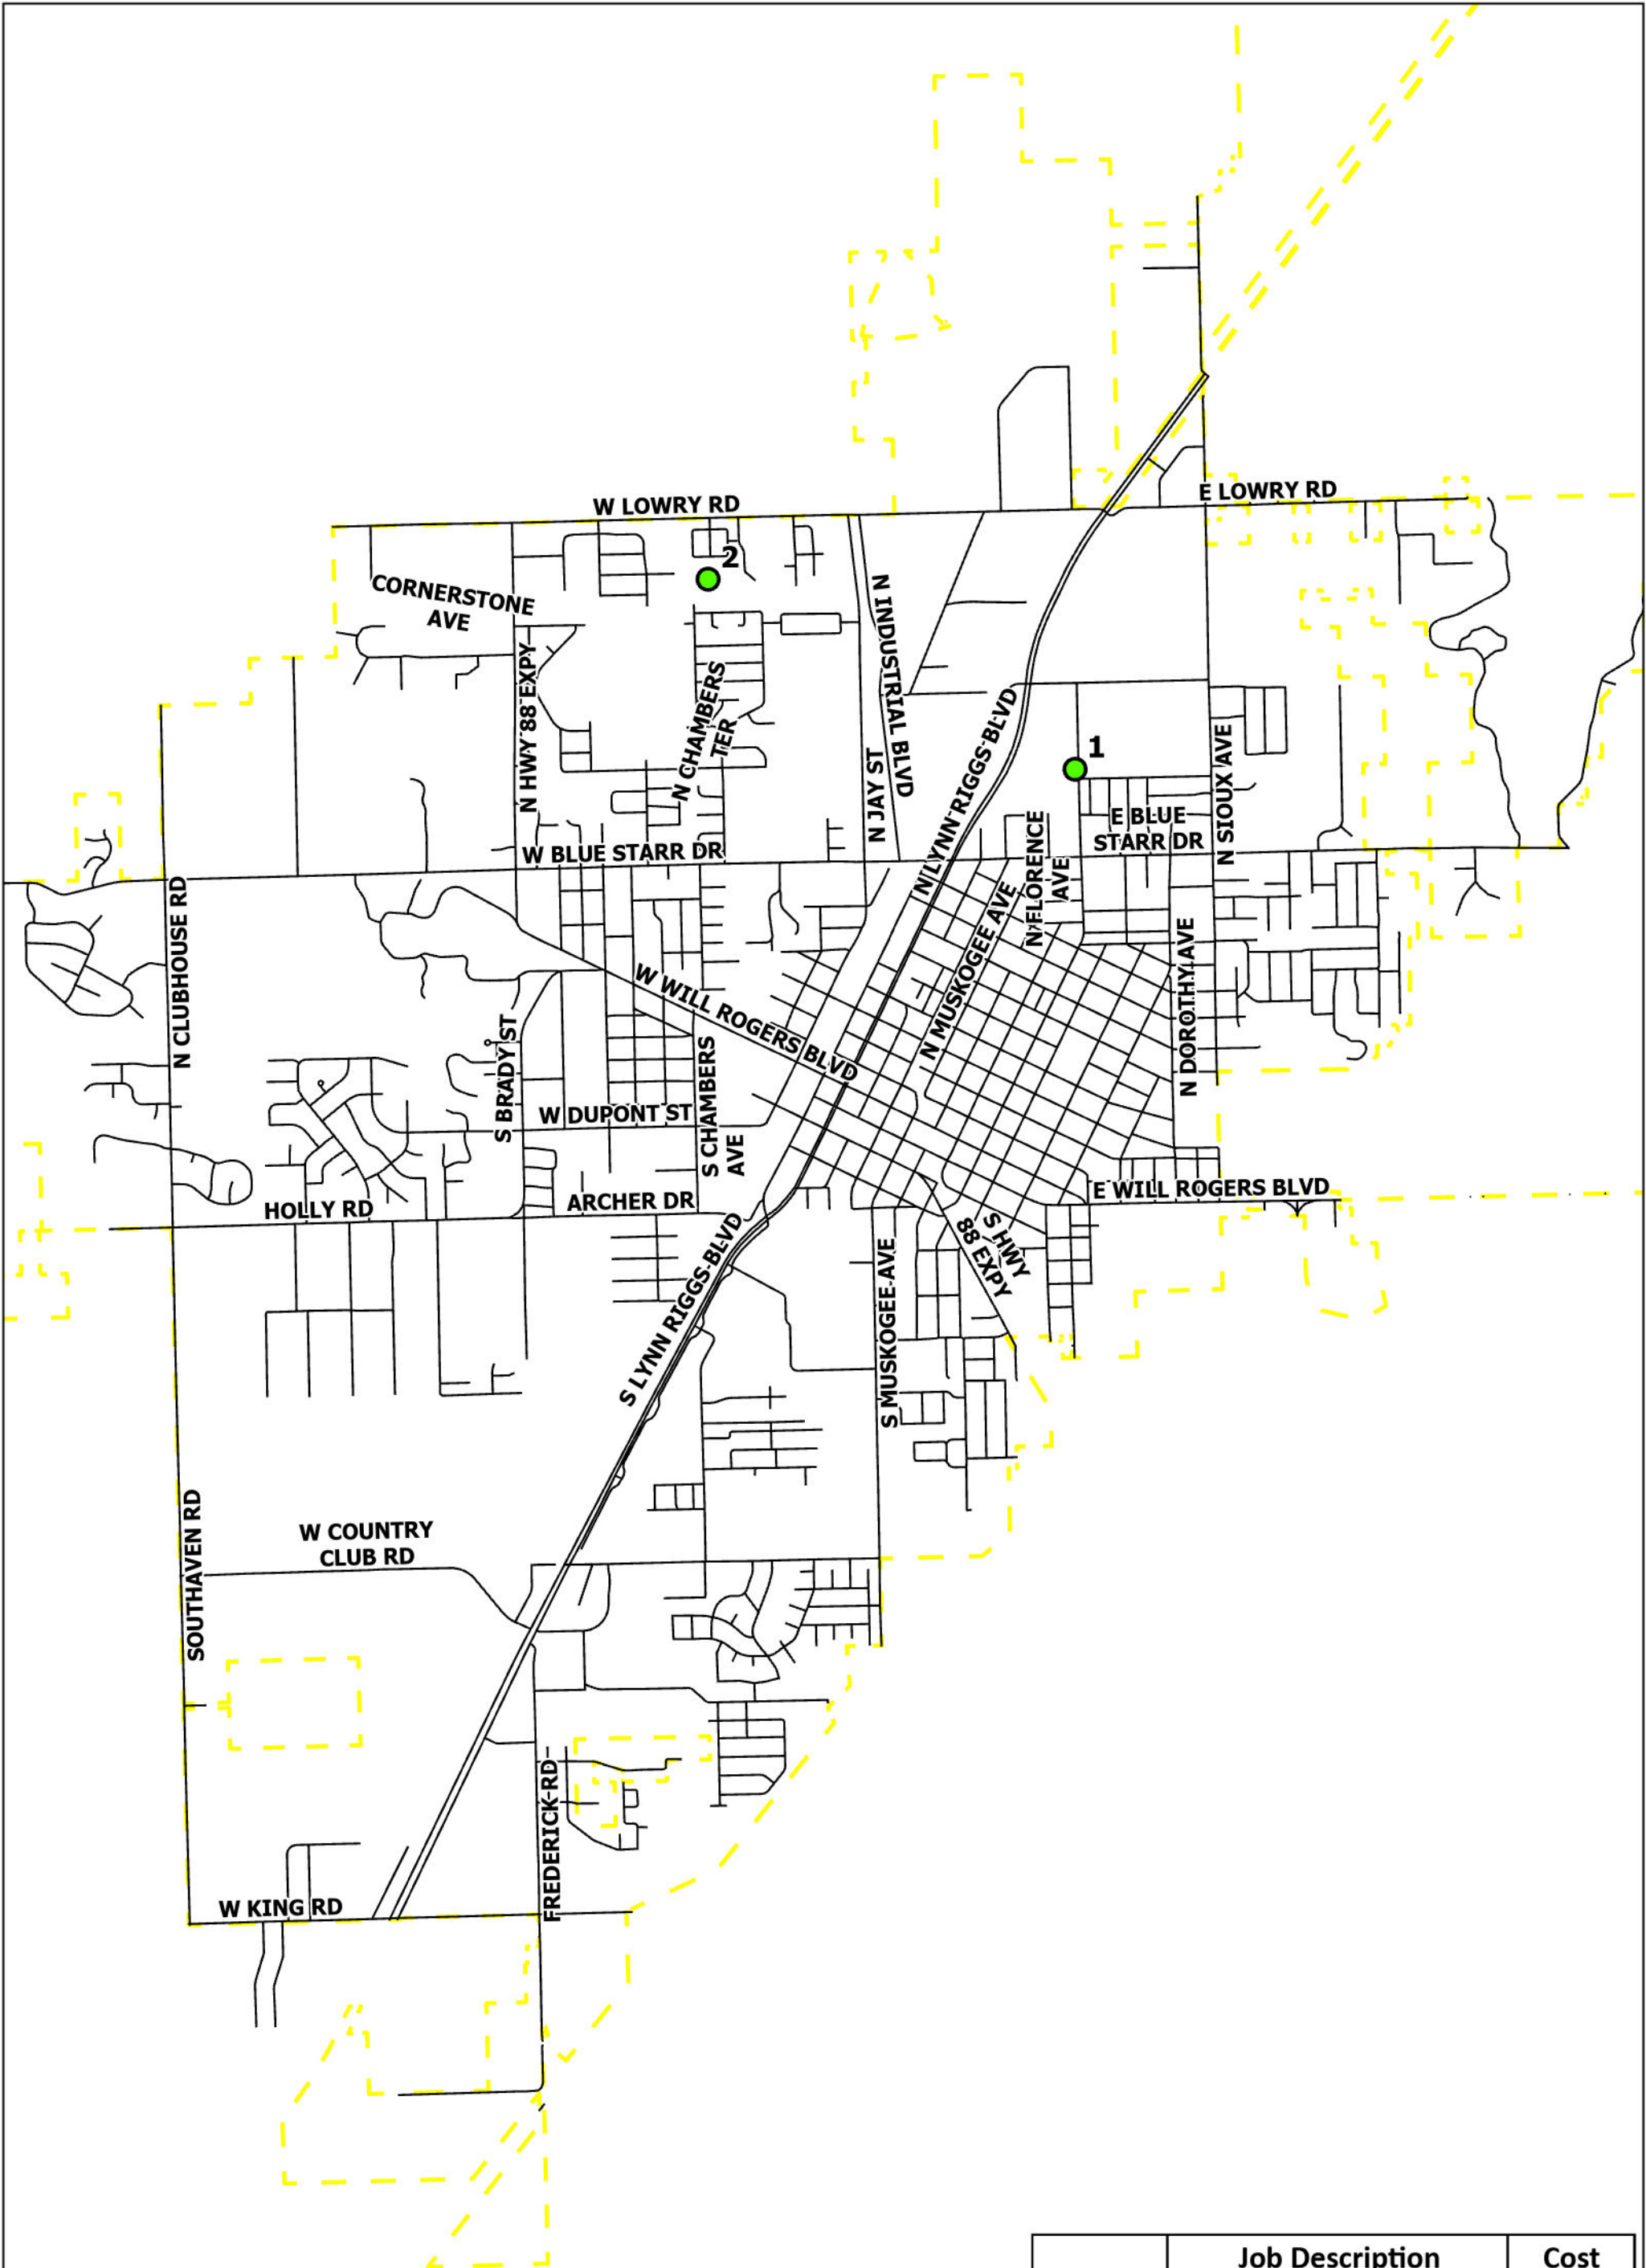 W LOWRY RD
E LOWRY RD
2
CORNERSTONE
AVE
N INDUSTRIAL BLVD
N HWY 88 EXPY
N CHAMBERS
TER
N LYNN RIGGS BLVD
1
N JAY ST
N SIOUX AVE
E BLUE
STARR DR
N FLORENCE
AVE
W BLUE STARR DR
N CLUBHOUSE RD
N MUSKOGEE AVE
N DOROTHY AVE
W WILL ROGERS BLVD
S BRADY ST
S CHAMBERS
AVE
W DUPONT ST
HOLLY RD
ARCHER DR
E WILL ROGERS BLVD
S HWY
88 EXPY
S LYNN RIGGS BLVD
S MUSKOGEE AVE
SOUTHAVEN RD
W COUNTRY
CLUB RD
FREDERICK RD
W KING RD
Job Description
Cost